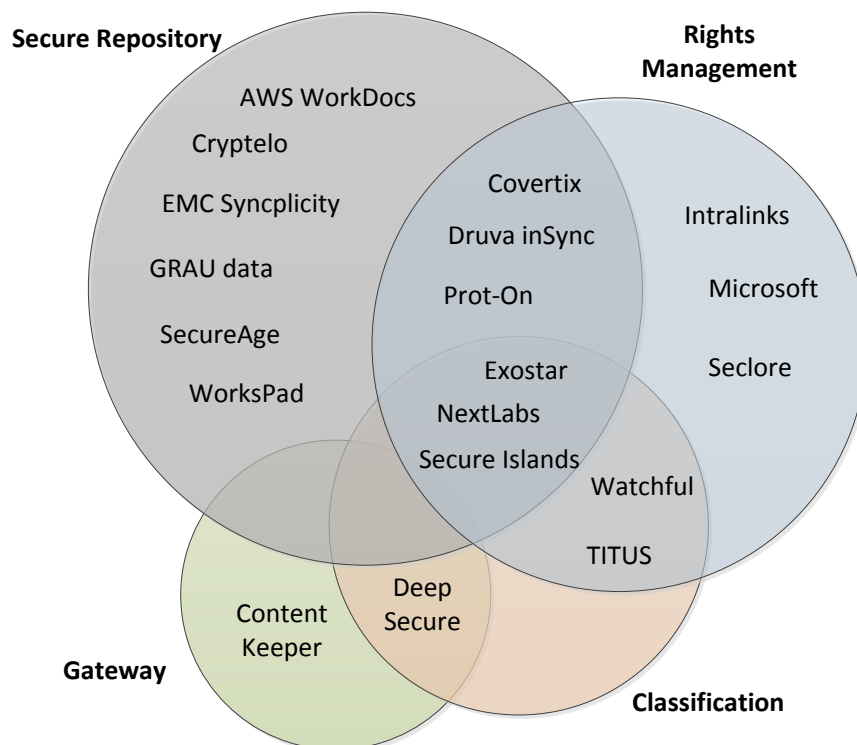 Secure Repository
Rights
Management
AWS WorkDocs
Cryptelo
EMC Syncplicity
GRAU data
SecureAge
WorksPad
Covertix
Druva inSync
Prot-On
Intralinks
Microsoft
Seclore
Exostar
NextLabs
Secure Islands
Watchful
TITUS
Deep
Secure
Content
Keeper
Gateway
Classification